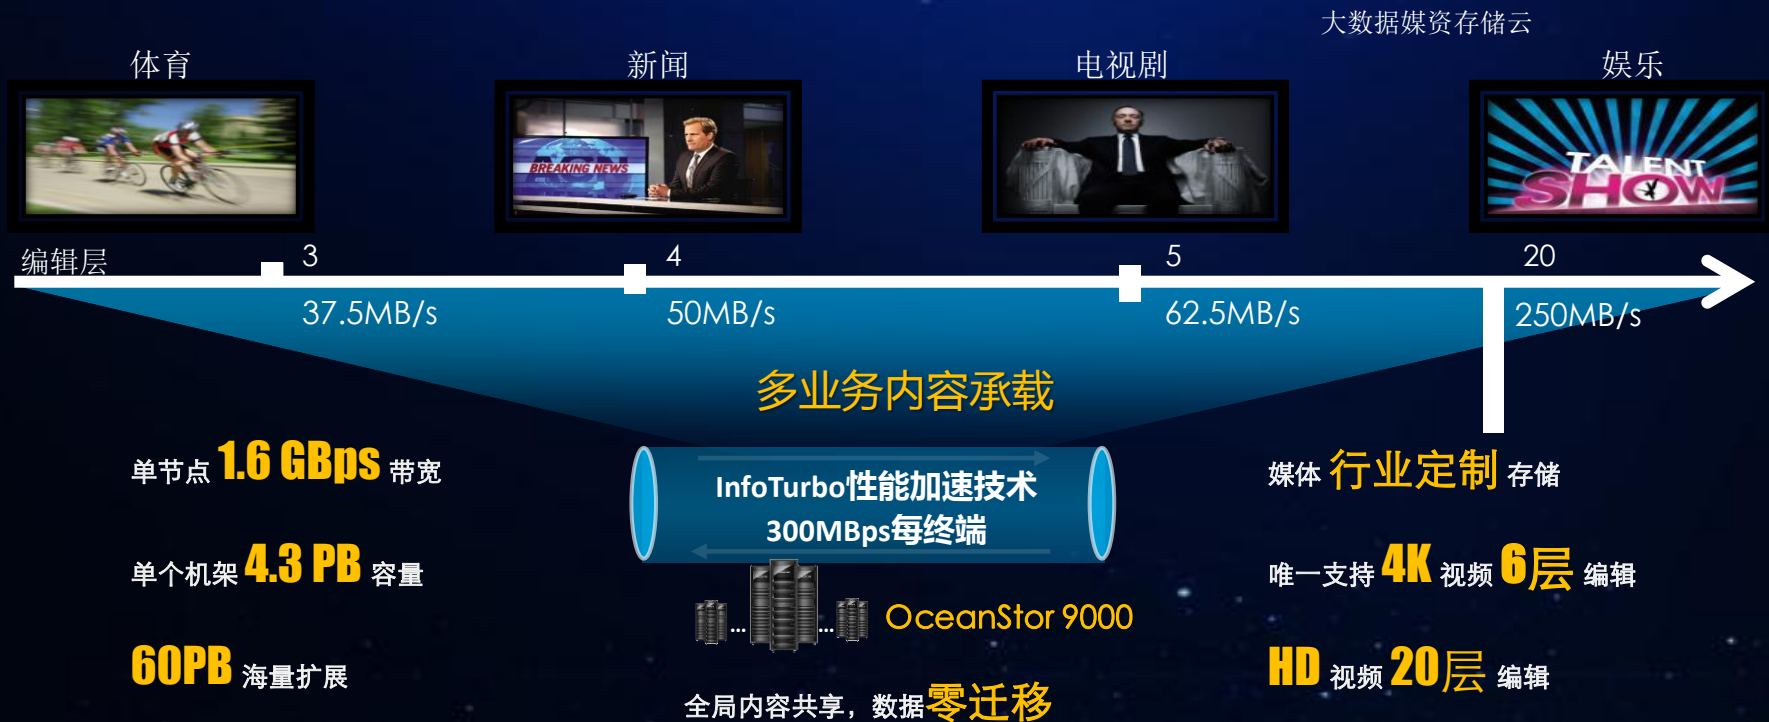 大数据媒资存储云
体育
新闻
电视剧
娱乐
BREAKING NEWS
TALENT
SHOW
编辑层
3
4
5
20
37.5MB/s
50MB/s
62.5MB/s
250MB/s
多业务内容承载
单节点 1.6 GBps 带宽
单个机架 4.3 PB 容量
60PB 海量扩展
InfoTurbo性能加速技术
300MBps每终端
... ...
OceanStor 9000
全局内容共享，数据零迁移
媒体 行业定制 存储
唯一支持 4K 视频 6层 编辑
HD 视频 20层 编辑